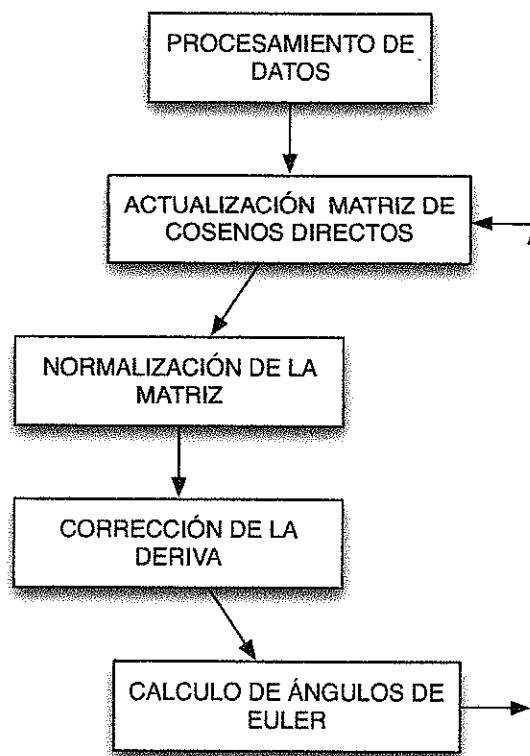 PROCESAMIENTO DE
DATOS
ACTUALIZACIÓN MATRIZ DE
COSENOS DIRECTOS
NORMALIZACIÓN DE LA
MATRIZ
CORRECCIÓN DE LA
DERIVA
CALCULO DE ÁNGULOS DE
EULER